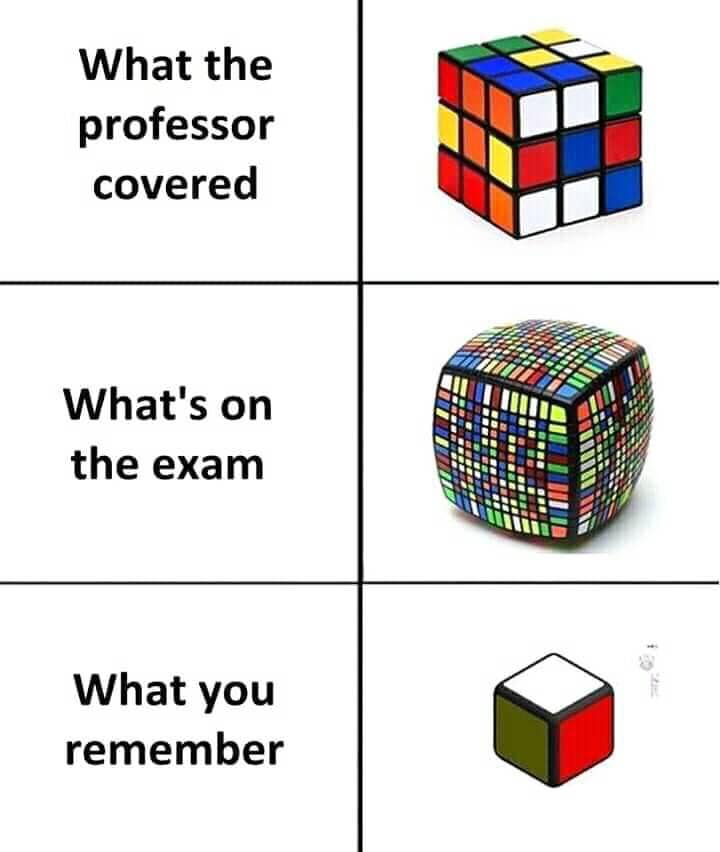 What the
professor
covered
What's on
the exam
What you
remember